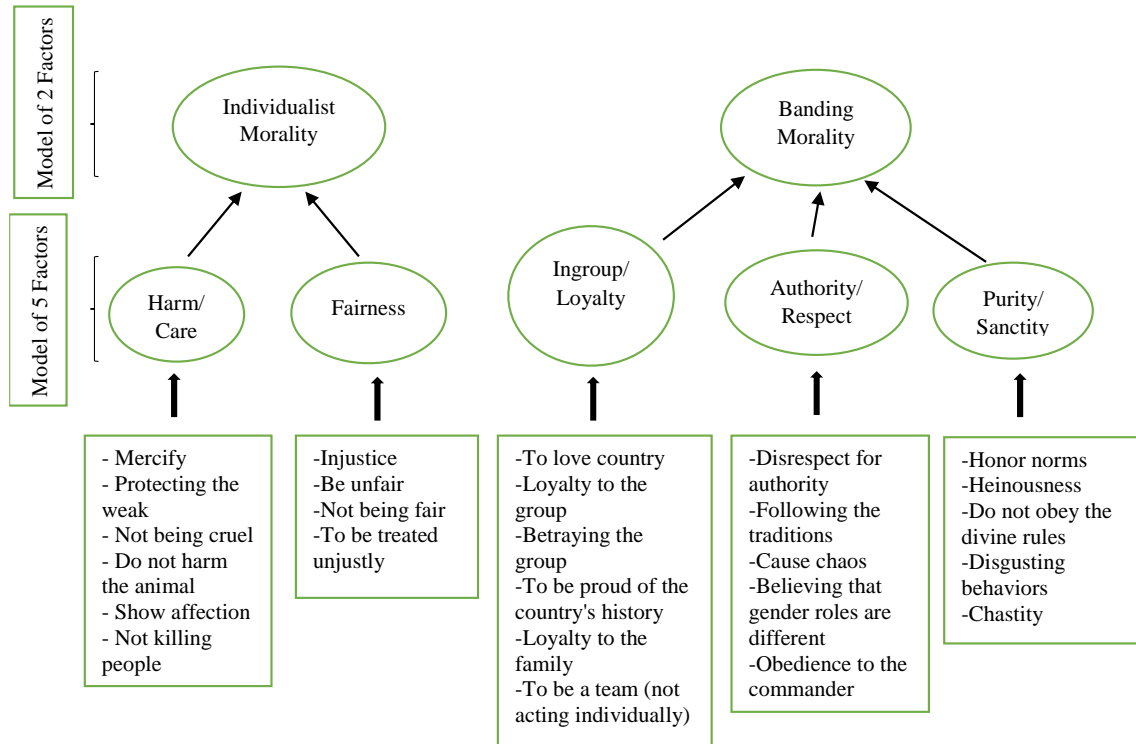 Model of 2 Factors
Individualist
Morality
Banding
Morality
Model of 5 Factors
Harm/
Care
Fairness
Ingroup/
Loyalty
Authority/
Respect
Purity/
Sanctity
- Mercify
- Protecting the
weak
- Not being cruel
- Do not harm
the animal
- Show affection
- Not killing
people
-Injustice
-Be unfair
-Not being fair
-To be treated
unjustly
-To love country
-Loyalty to the
group
-Betraying the
group
-To be proud of the
country's history
-Loyalty to the
family
-To be a team (not
acting individually)
-Disrespect for
authority
-Following the
traditions
-Cause chaos
-Believing that
gender roles are
different
-Obedience to the
commander
-Honor norms
-Heinousness
-Do not obey the
divine rules
-Disgusting
behaviors
-Chastity